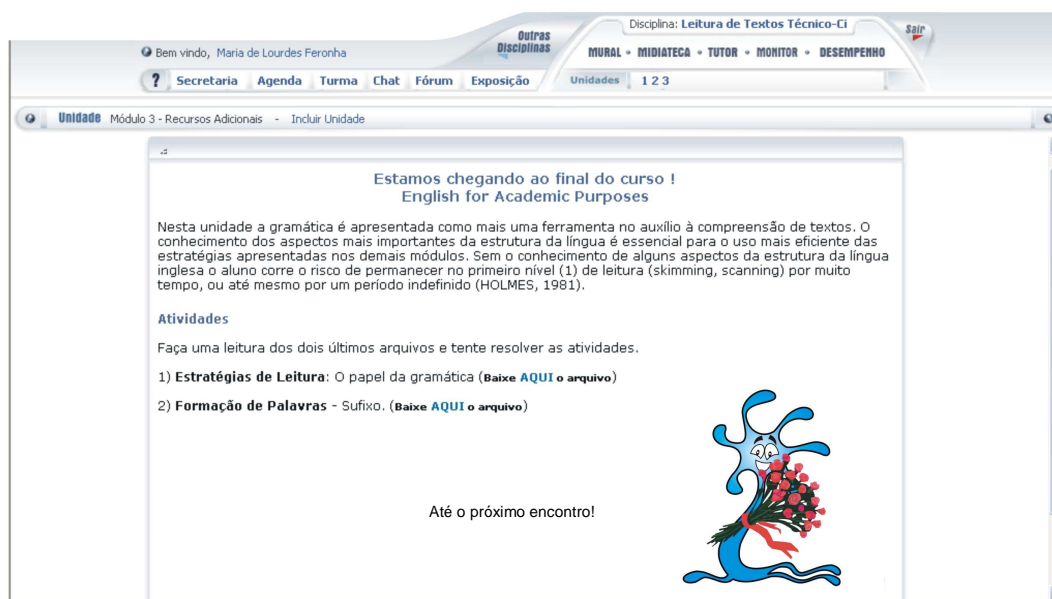 Disciplina: Leitura de Textos Técnico-Ci
Sair
Outras
Disciplinas
Bem vindo, Maria de Lourdes Feronha
MURAL • MIDIATECA • TUTOR • MONITOR • DESEMPENHO
? Secretaria Agenda Turma Chat Fórum Exposição
Unidades 1 2 3
Unidade Módulo 3 - Recursos Adicionais - Incluir Unidade
Estamos chegando ao final do curso !
English for Academic Purposes
Nesta unidade a gramática é apresentada como mais uma ferramenta no auxílio à compreensão de textos. O
conhecimento dos aspectos mais importantes da estrutura da língua é essencial para o uso mais eficiente das
estratégias apresentadas nos demais módulos. Sem o conhecimento de alguns aspectos da estrutura da língua
inglesa o aluno corre o risco de permanecer no primeiro nível (1) de leitura (skimming, scanning) por muito
tempo, ou até mesmo por um período indefinido (HOLMES, 1981).
Atividades
Faça uma leitura dos dois últimos arquivos e tente resolver as atividades.
1) Estratégias de Leitura: O papel da gramática (Baixe AQUI o arquivo)
2) Formação de Palavras - Sufixo. (Baixe AQUI o arquivo)
Até o próximo encontro!